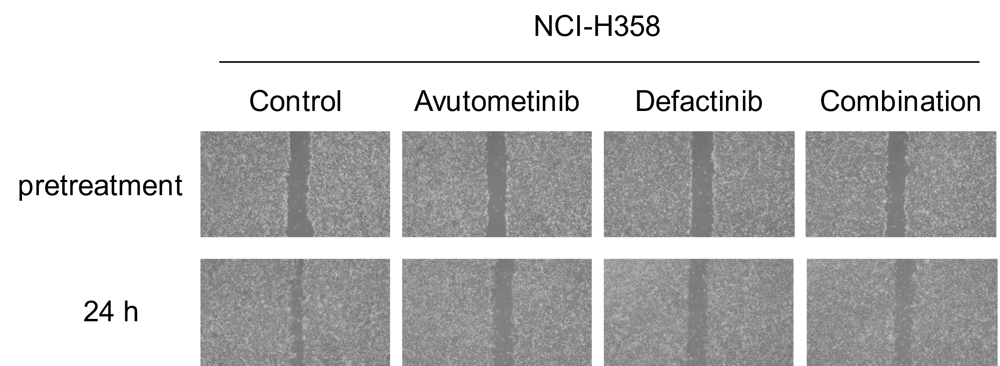 NCI-H358
Control Avutometinib Defactinib Combination
pretreatment
24 h